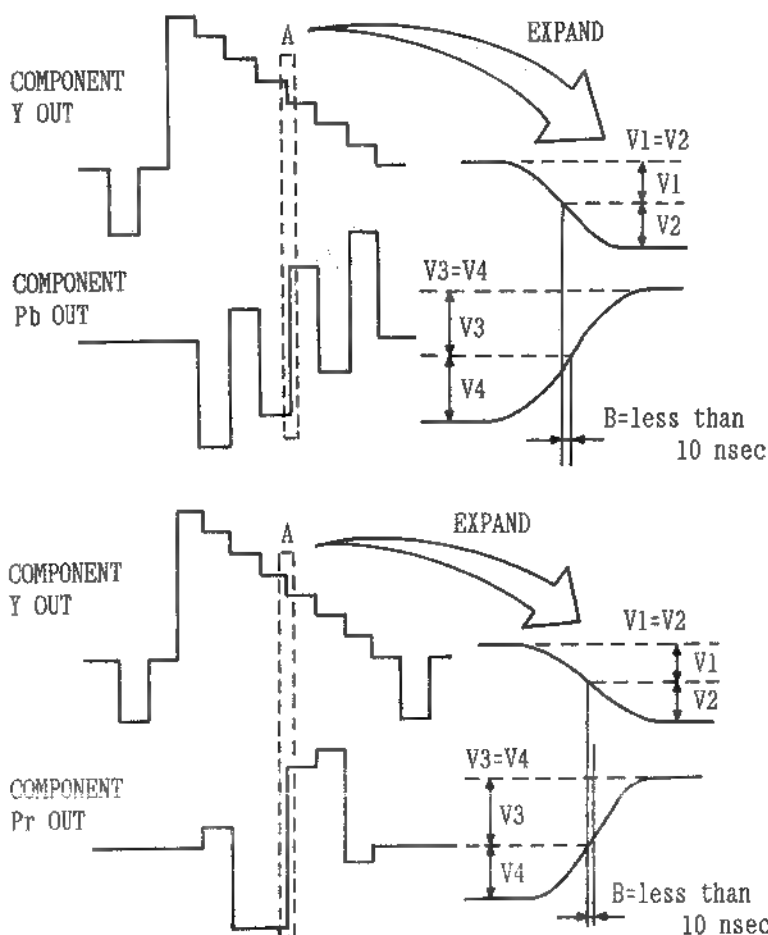 A
EXPAND
COMPONENT
Y OUT
V1=V2
V1
V2
COMPONENT
Pb OUT
V3=V4
V3
V4
B=less than
10 nsec
A
EXPAND
COMPONENT
Y OUT
V1=V2
V1
V2
COMPONENT
Pr OUT
V3=V4
V3
V4
B=less than
10 nsec